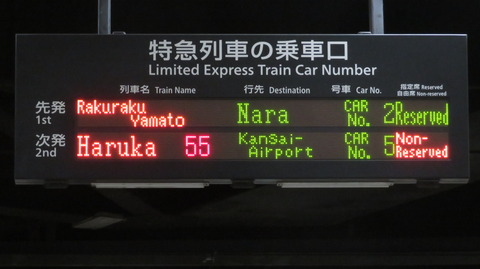 特急列車の乗車口
Limited Express Train Car Number
列車名 Train Name 行先 Destination 号車 Car No. 指定席 Reserved
自由席 Non-reserved
先発 1st Rakuraku Yamato Nara CAR No. 2 Reserved
次発 2nd Haruka 55 Kansai-Airport CAR No. 5 Non-Reserved